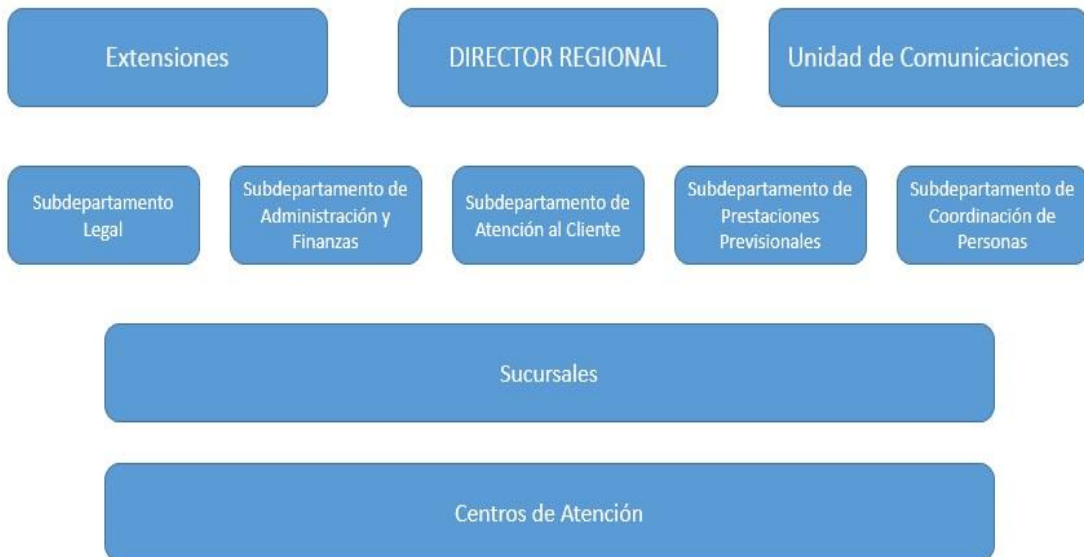 Extensiones
DIRECTOR REGIONAL
Unidad de Comunicaciones
Subdepartamento
Legal
Subdepartamento de
Administración y
Finanzas
Subdepartamento de
Atención al Cliente
Subdepartamento de
Prestaciones
Previsionales
Subdepartamento de
Coordinación de
Personas
Sucursales
Centros de Atención